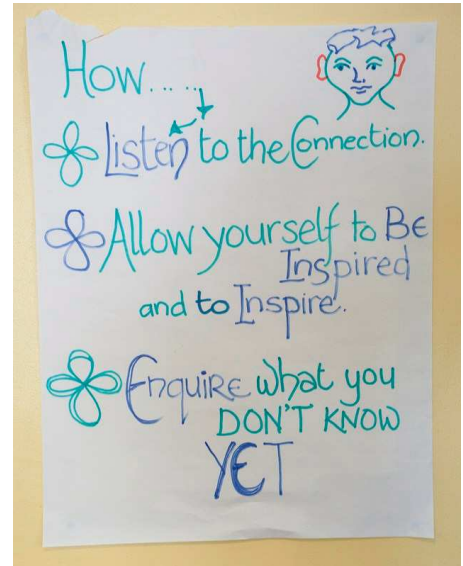 How......
Listen to the Connection.
Allow yourself to BE
Inspired
and to Inspire.
ENquiRE what you
DON'T KNOW
YET